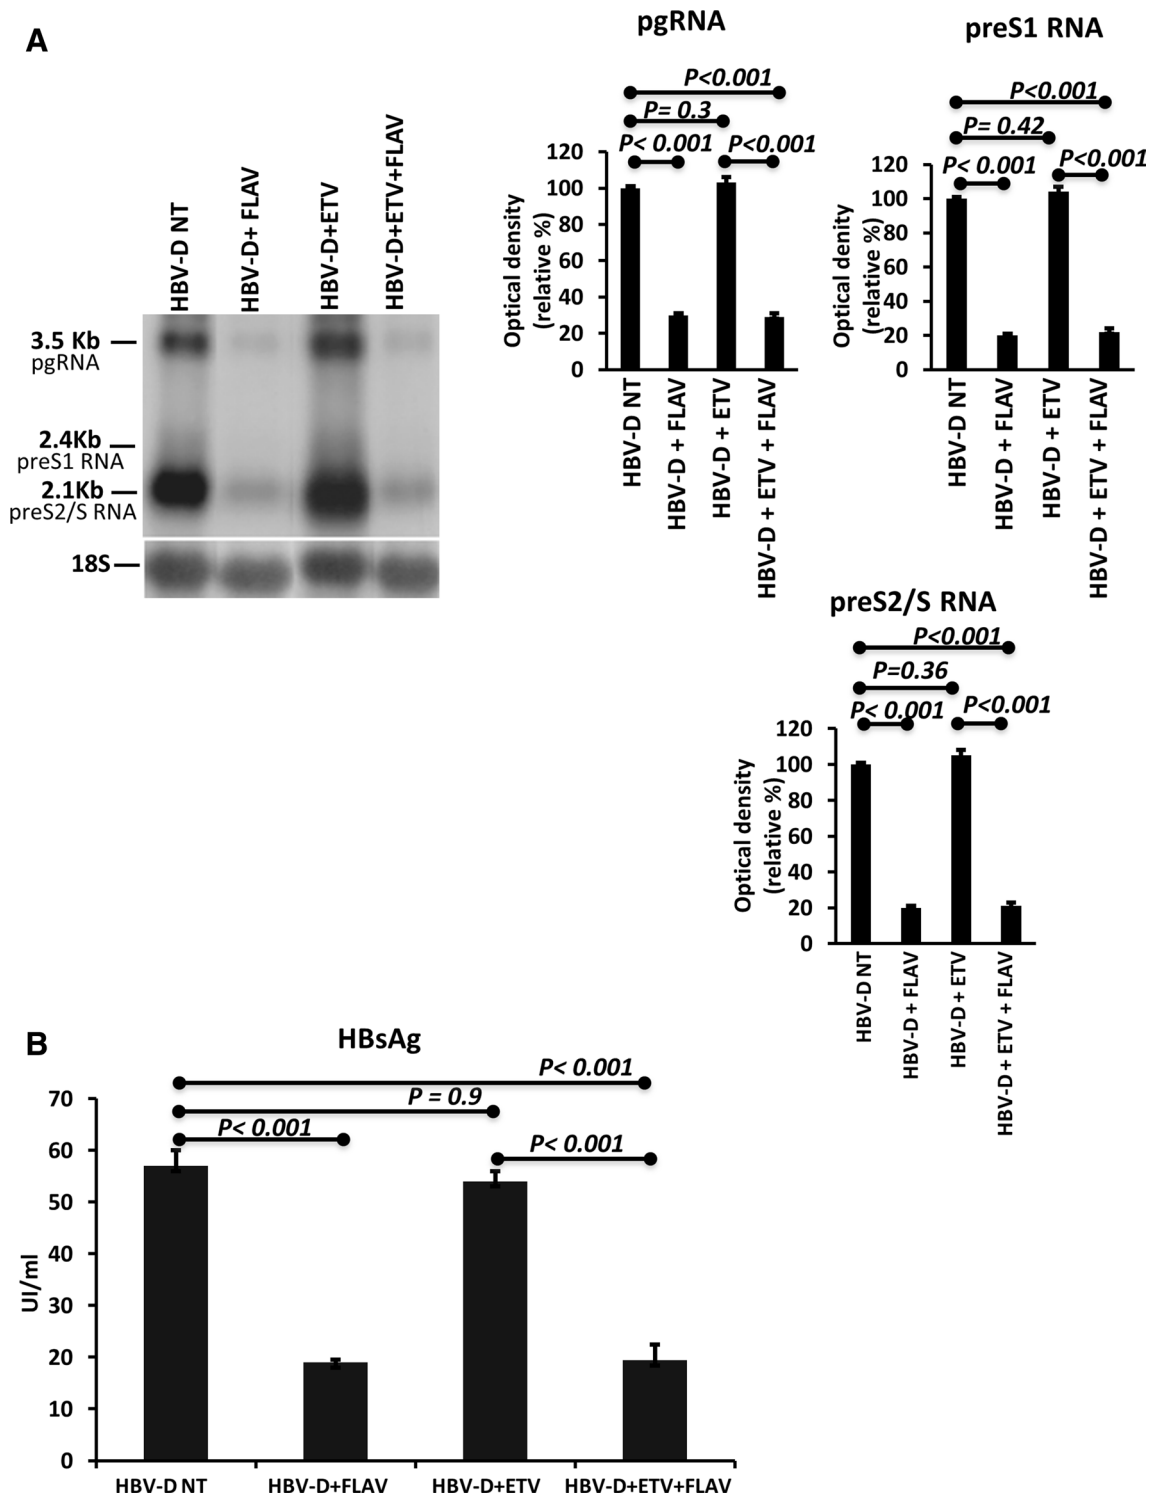 A
HBV-D NT
HBV-D+ FLAV
HBV-D+ETV
HBV-D+ETV+FLAV
3.5 Kb
pgRNA
2.4Kb
preS1 RNA
2.1Kb
preS2/S RNA
18S
pgRNA
P<0.001
P= 0.3
P< 0.001
P<0.001
Optical density
(relative %)
120
100
80
60
40
20
0
HBV-D NT
HBV-D + FLAV
HBV-D + ETV
HBV-D + ETV + FLAV
preS1 RNA
P<0.001
P= 0.42
P< 0.001
P<0.001
Optical denity
(relative %)
120
100
80
60
40
20
0
HBV-D NT
HBV-D + FLAV
HBV-D + ETV
HBV-D + ETV + FLAV
preS2/S RNA
P<0.001
P=0.36
P< 0.001
P<0.001
Optical density
(relative %)
120
100
80
60
40
20
0
HBV-D NT
HBV-D + FLAV
HBV-D + ETV
HBV-D + ETV + FLAV
B
HBsAg
P< 0.001
P = 0.9
P< 0.001
P< 0.001
UI/ml
70
60
50
40
30
20
10
0
HBV-D NT
HBV-D+FLAV
HBV-D+ETV
HBV-D+ETV+FLAV